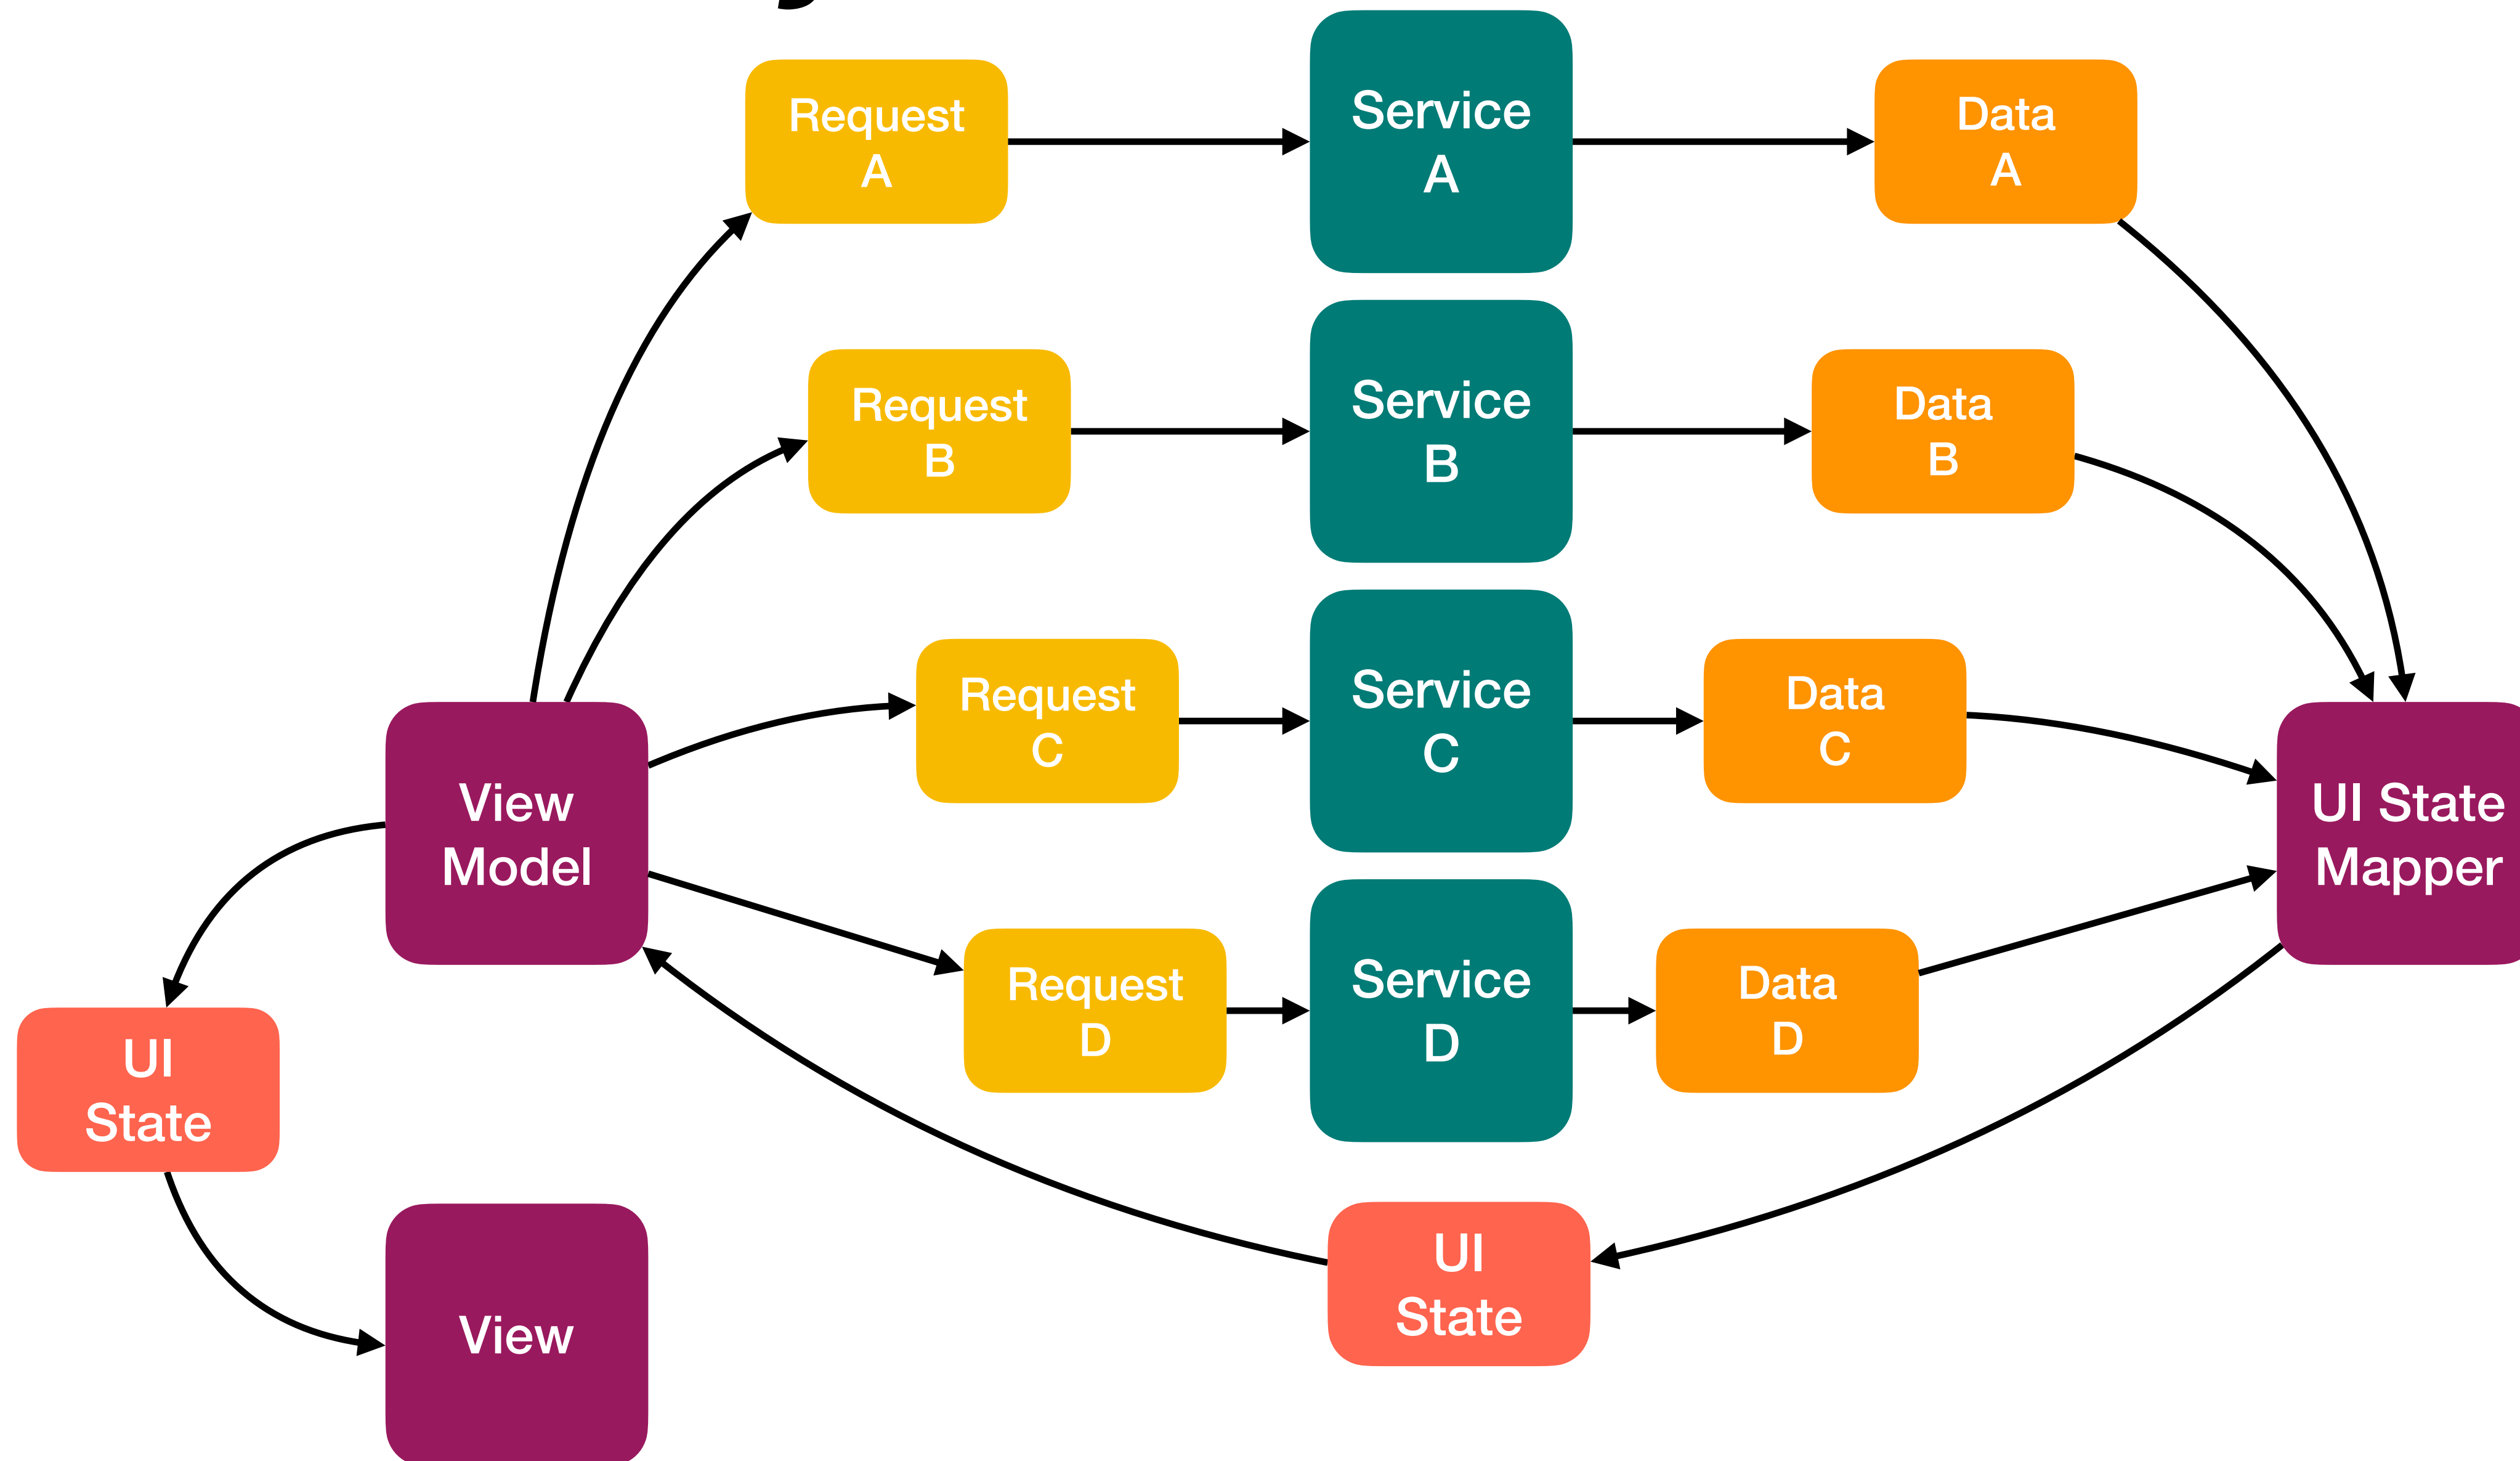 Request
A
Service
A
Data
A
Request
B
Service
B
Data
B
Request
C
Service
C
Data
C
View
Model
UI State
Mapper
Request
D
Service
D
Data
D
UI
State
UI
State
View